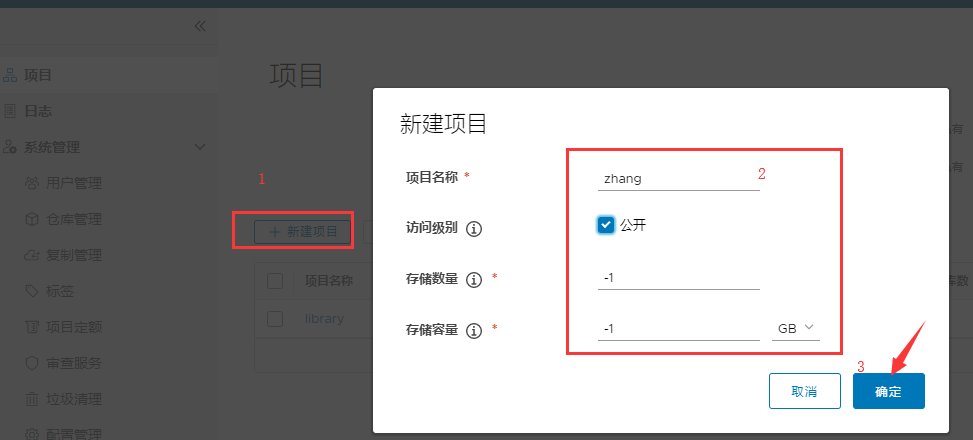 «
项目
项目
日志
新建项目
系统管理
项目名称 * zhang 2
1
用户管理
访问级别 公开
仓库管理
+ 新建项目
复制管理
存储数量 * -1
项目名称
标签
library
项目定额
存储容量 * -1 GB
审查服务
3
取消 确定
垃圾清理
配置管理